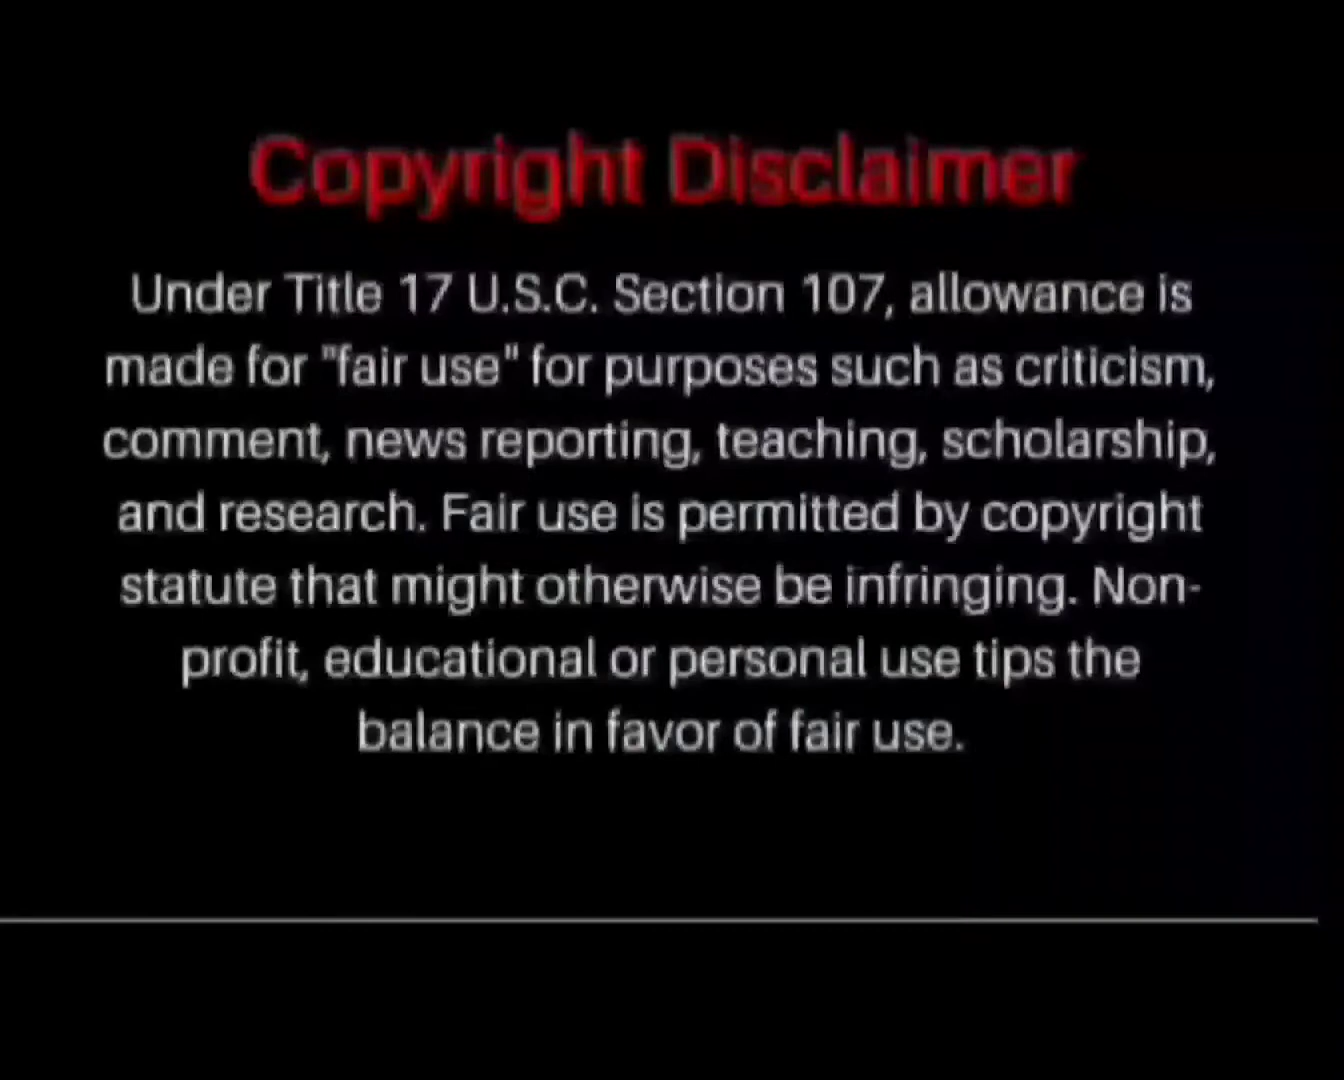 Copyright Disclaimer
Under Title 17 U.S.C. Section 107, allowance is
made for "fair use" for purposes such as criticism,
comment, news reporting, teaching, scholarship,
and research. Fair use is permitted by copyright
statute that might otherwise be infringing. Non-
profit, educational or personal use tips the
balance in favor of fair use.